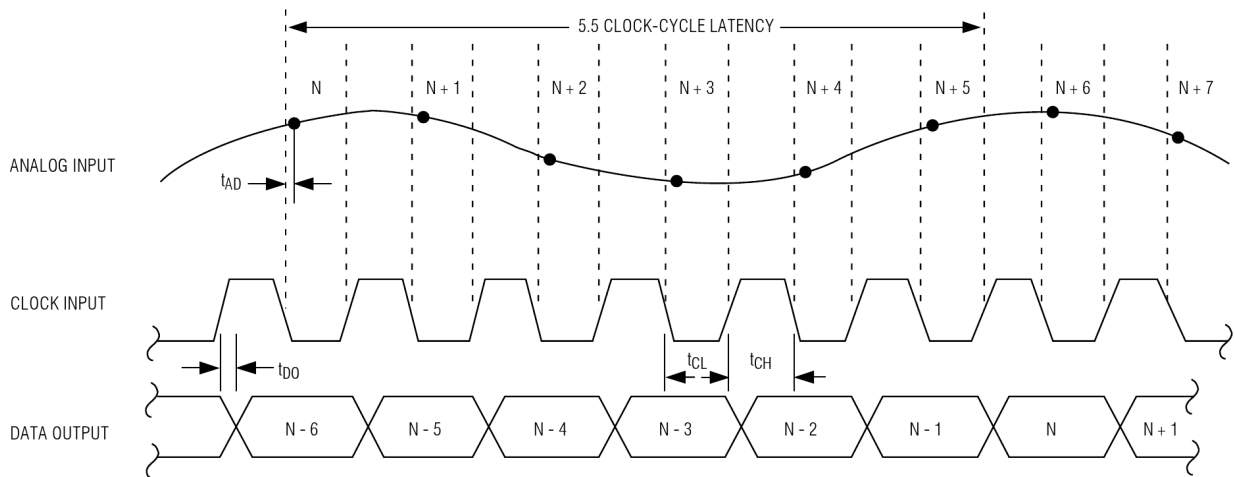 5.5 CLOCK-CYCLE LATENCY
N
N + 1
N + 2
N + 3
N + 4
N + 5
N + 6
N + 7
ANALOG INPUT
tAD
CLOCK INPUT
tDO
tCL
tCH
DATA OUTPUT
N - 6
N - 5
N - 4
N - 3
N - 2
N - 1
N
N + 1